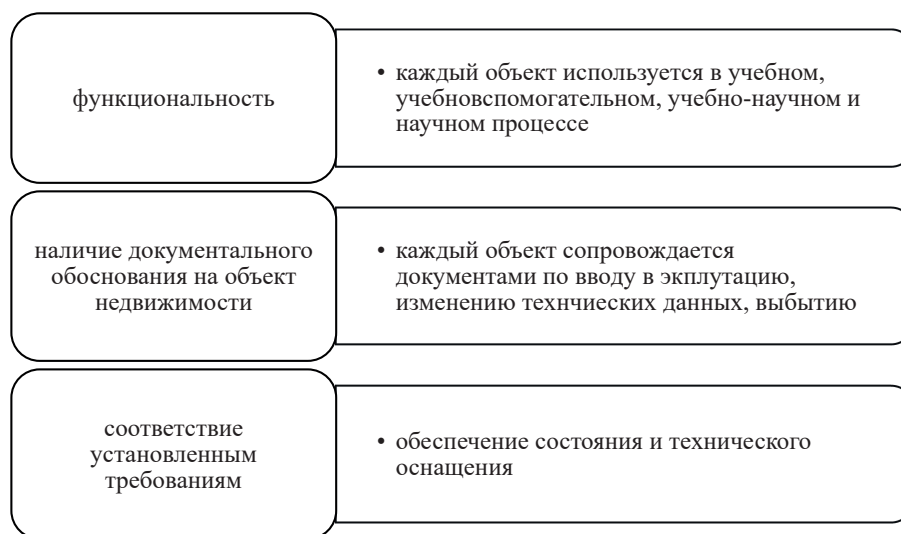 функциональность
• каждый объект используется в учебном,
учебновспомогательном, учебно-научном и
научном процессе
наличие документального
обоснования на объект
недвижимости
• каждый объект сопровождается
документами по вводу в экплутацию,
изменению технчиеских данных, выбытию
соответствие
установленным
требованиям
• обеспечение состояния и технического
оснащения